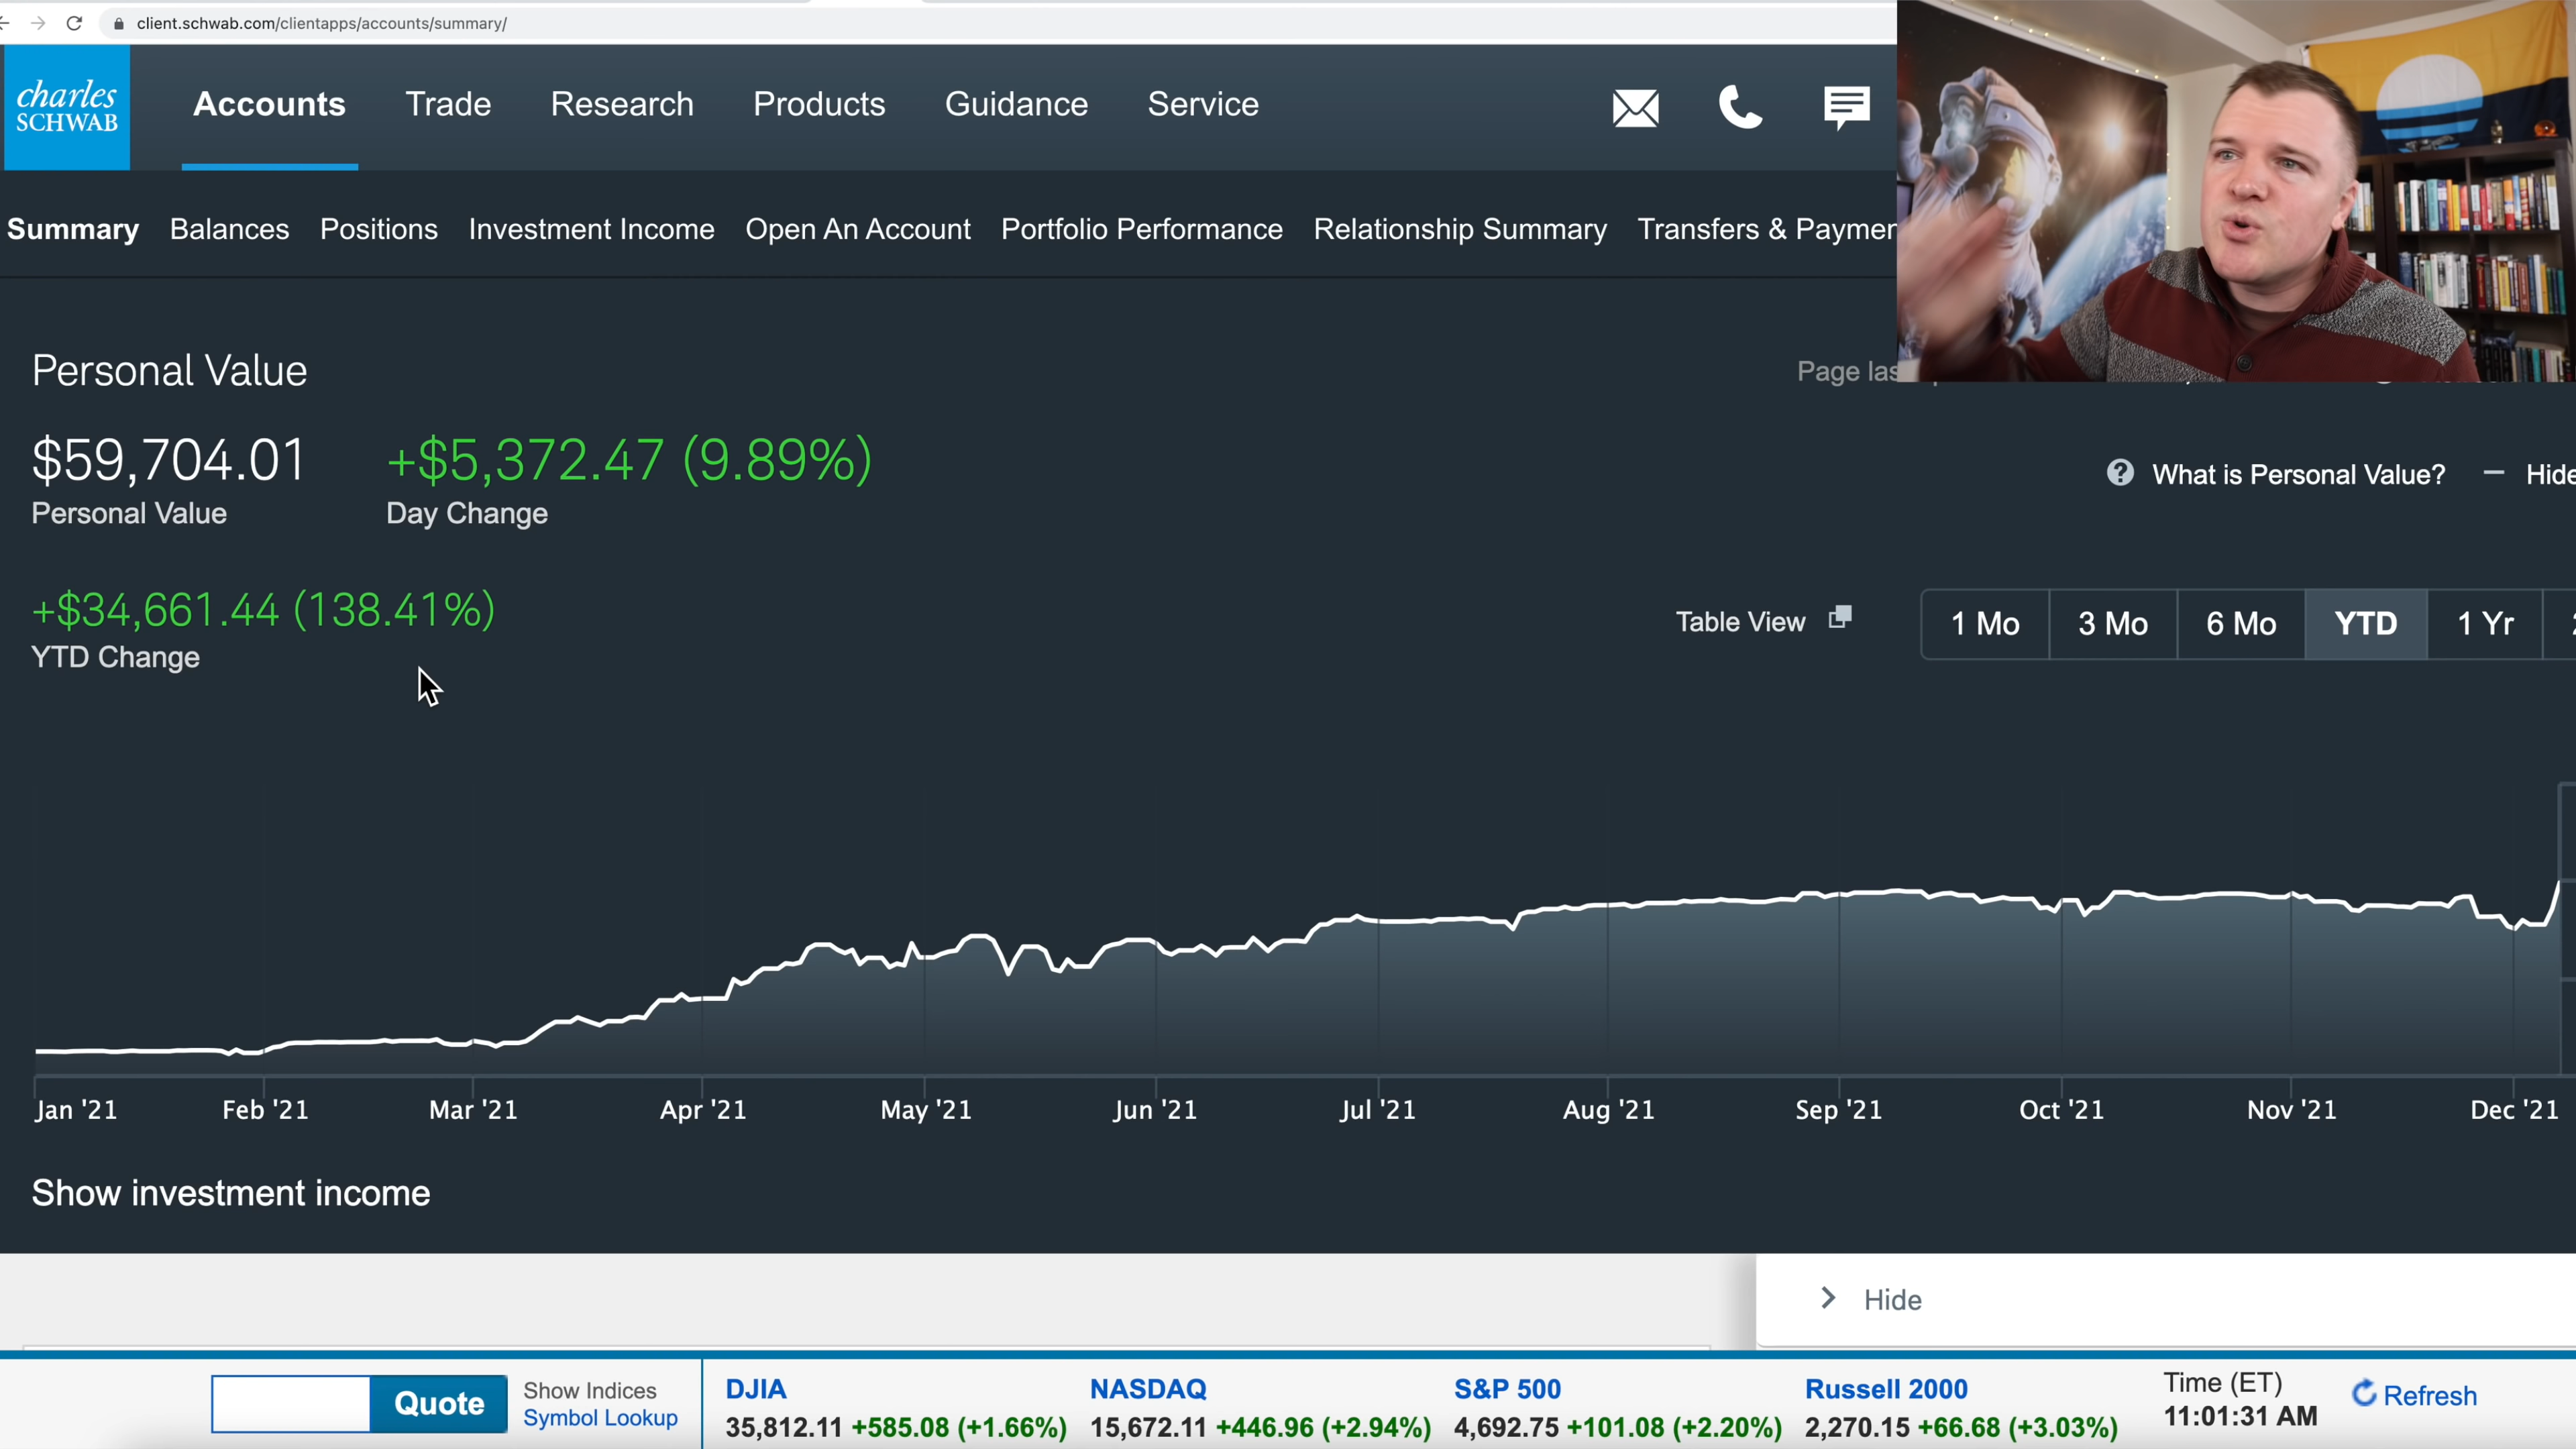 client.schwab.com/clientapps/accounts/summary/
charles
SCHWAB
Accounts Trade Research Products Guidance Service
Summary Balances Positions Investment Income Open An Account Portfolio Performance Relationship Summary Transfers &
Personal Value
Page
$59,704.01 +$5,372.47 (9.89%)
Personal Value Day Change
What is Personal Value? Hide
+$34,661.44 (138.41%)
YTD Change
Table View 1 Mo 3 Mo 6 Mo YTD 1 Yr
Jan '21 Feb '21 Mar '21 Apr '21 May '21 Jun '21 Jul '21 Aug '21 Sep '21 Oct '21 Nov '21 Dec '21
Show investment income
Hide
Quote
Show Indices
Symbol Lookup
DJIA
35,812.11 +585.08 (+1.66%)
NASDAQ
15,672.11 +446.96 (+2.94%)
S&P 500
4,692.75 +101.08 (+2.20%)
Russell 2000
2,270.15 +66.68 (+3.03%)
Time (ET)
11:01:31 AM
Refresh